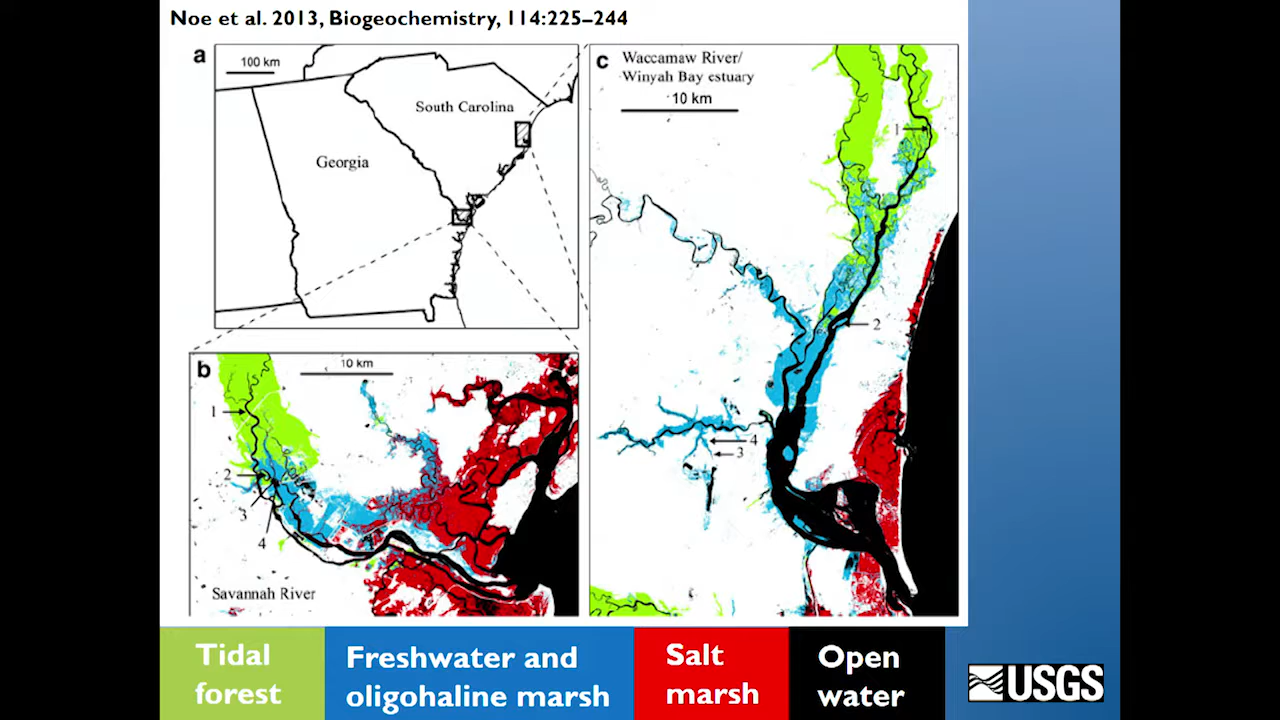 Noe et al. 2013, Biogeochemistry, 114:225–244
a
100 km
South Carolina
Georgia
b
10 km
1
2
3
4
Savannah River
c
Waccamaw River/
Winyah Bay estuary
10 km
1
2
4
3
Tidal
forest
Freshwater and
oligohaline marsh
Salt
marsh
Open
water
USGS